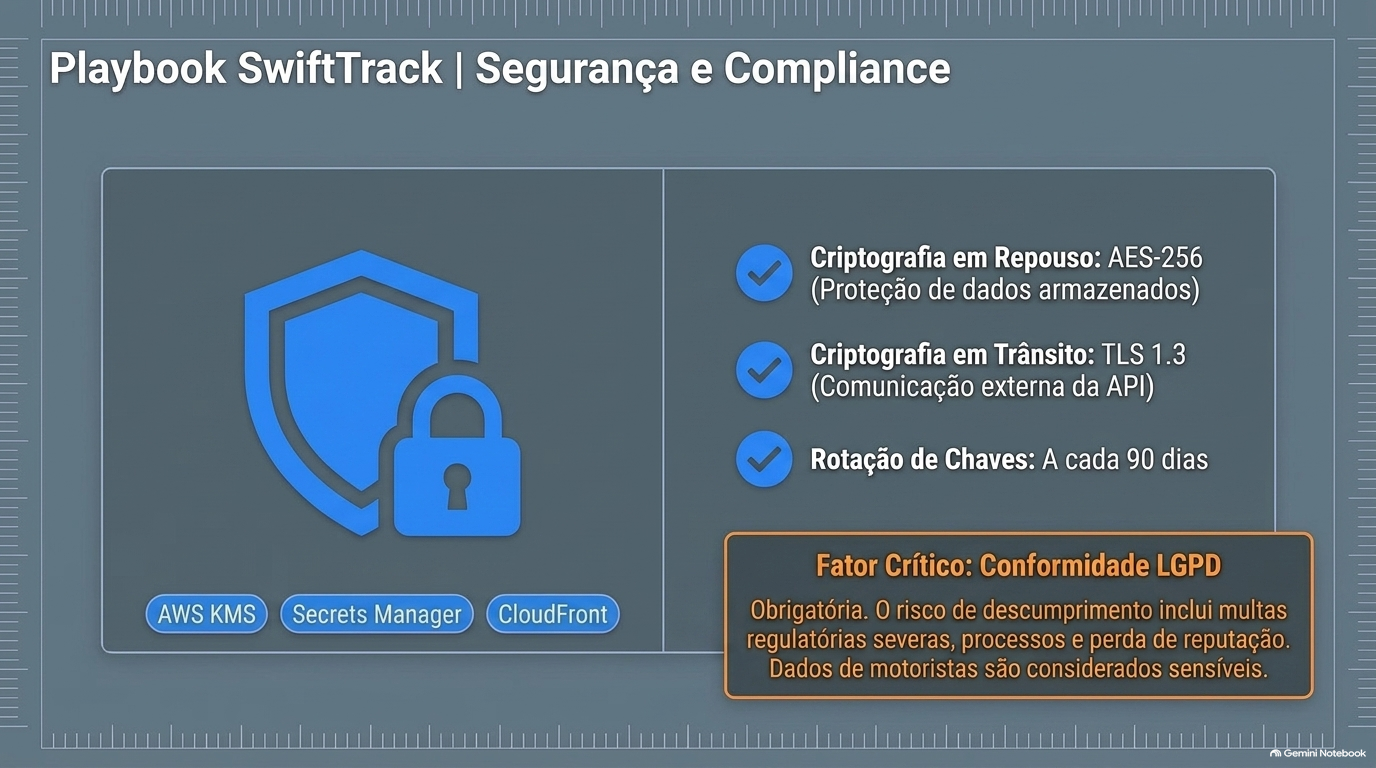 Playbook SwiftTrack | Segurança e Compliance
AWS KMS
Secrets Manager
CloudFront
Criptografia em Repouso: AES-256
(Proteção de dados armazenados)
Criptografia em Trânsito: TLS 1.3
(Comunicação externa da API)
Rotação de Chaves: A cada 90 dias
Fator Crítico: Conformidade LGPD
Obrigatória. O risco de descumprimento inclui multas
regulatórias severas, processos e perda de reputação.
Dados de motoristas são considerados sensíveis.
Gemini Notebook